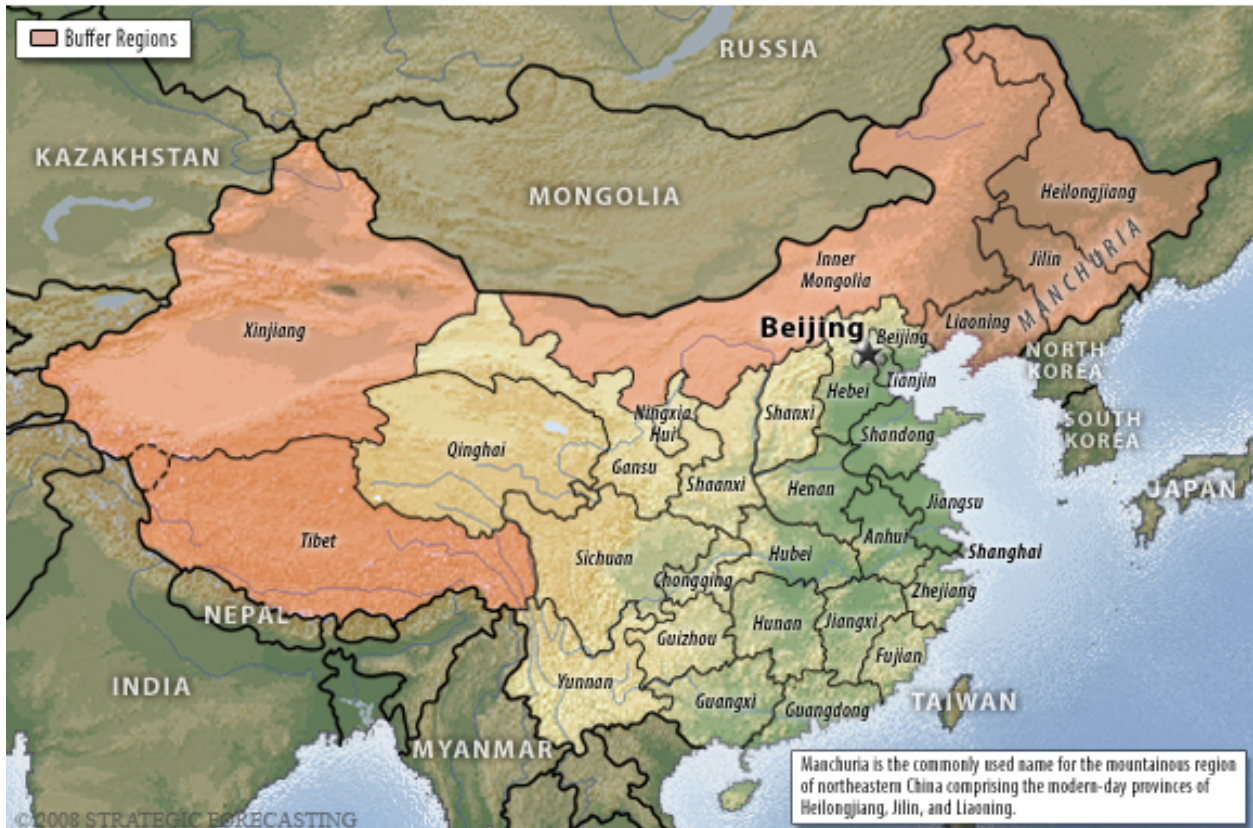 Buffer Regions
RUSSIA
KAZAKHSTAN
MONGOLIA
Heilongjiang
Jilin
MANCHURIA
Inner
Mongolia
Xinjiang
Beijing
Beijing
Liaoning
NORTH
KOREA
Tianjin
Hebei
Shanxi
Ningxia
Hui
SOUTH
KOREA
Shandong
Qinghai
Gansu
Shaanxi
Henan
JAPAN
Jiangsu
Tibet
Anhui
Sichuan
Hubei
Shanghai
Chongqing
Zhejiang
NEPAL
Guizhou
Hunan
Jiangxi
Fujian
INDIA
Yunnan
Guangxi
Guangdong
TAIWAN
MYANMAR
Manchuria is the commonly used name for the mountainous region
of northeastern China comprising the modern-day provinces of
Heilongjiang, Jilin, and Liaoning.
© 2008 STRATEGIC FORECASTING